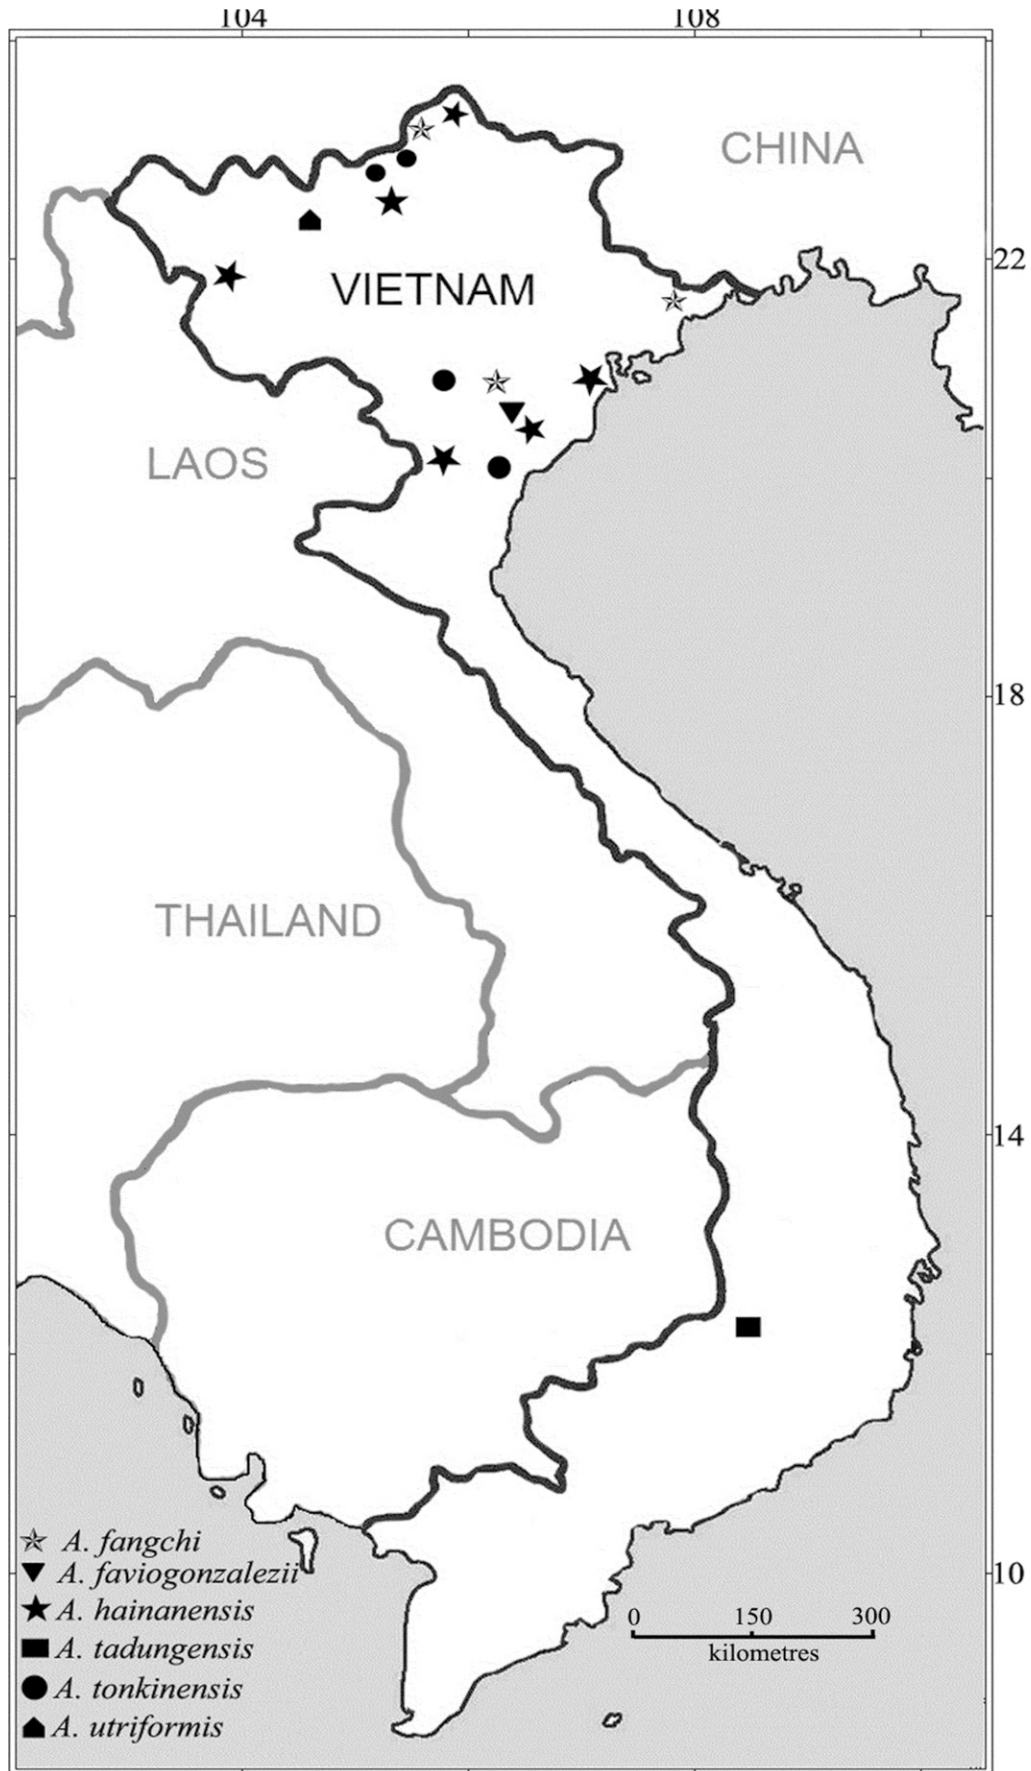 104 108
CHINA
22
VIETNAM
LAOS
18
THAILAND
14
CAMBODIA
10
A. fangchi
A. faviogonzalezii
A. hainanensis
A. tadungensis
A. tonkinensis
A. utriformis
0 150 300
kilometres